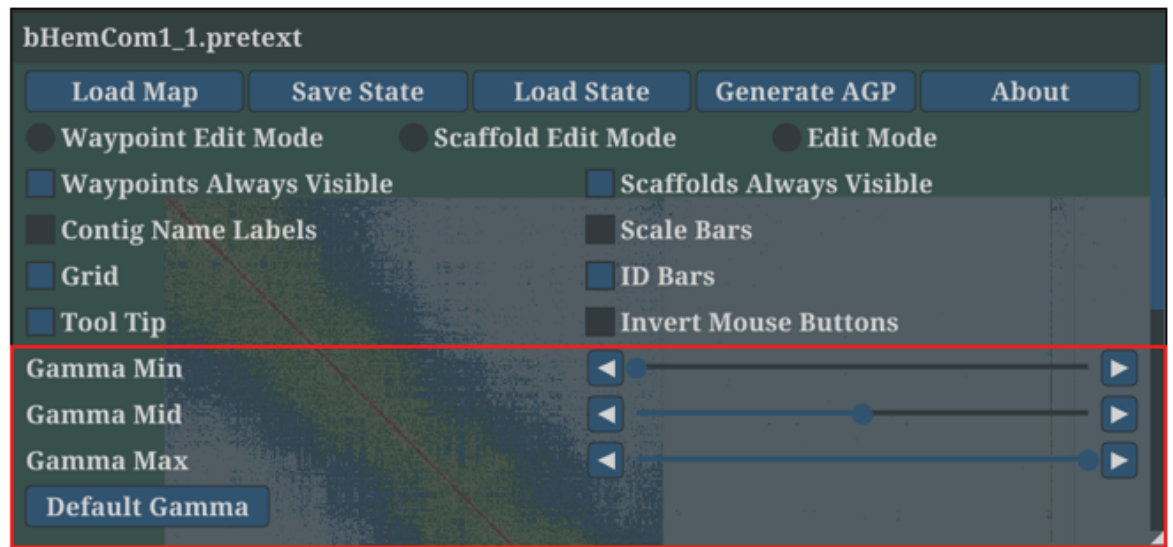 bHemCom1_1.pretext
Load Map Save State Load State Generate AGP About
Waypoint Edit Mode Scaffold Edit Mode Edit Mode
Waypoints Always Visible Scaffolds Always Visible
Contig Name Labels Scale Bars
Grid ID Bars
Tool Tip Invert Mouse Buttons
Gamma Min
Gamma Mid
Gamma Max
Default Gamma